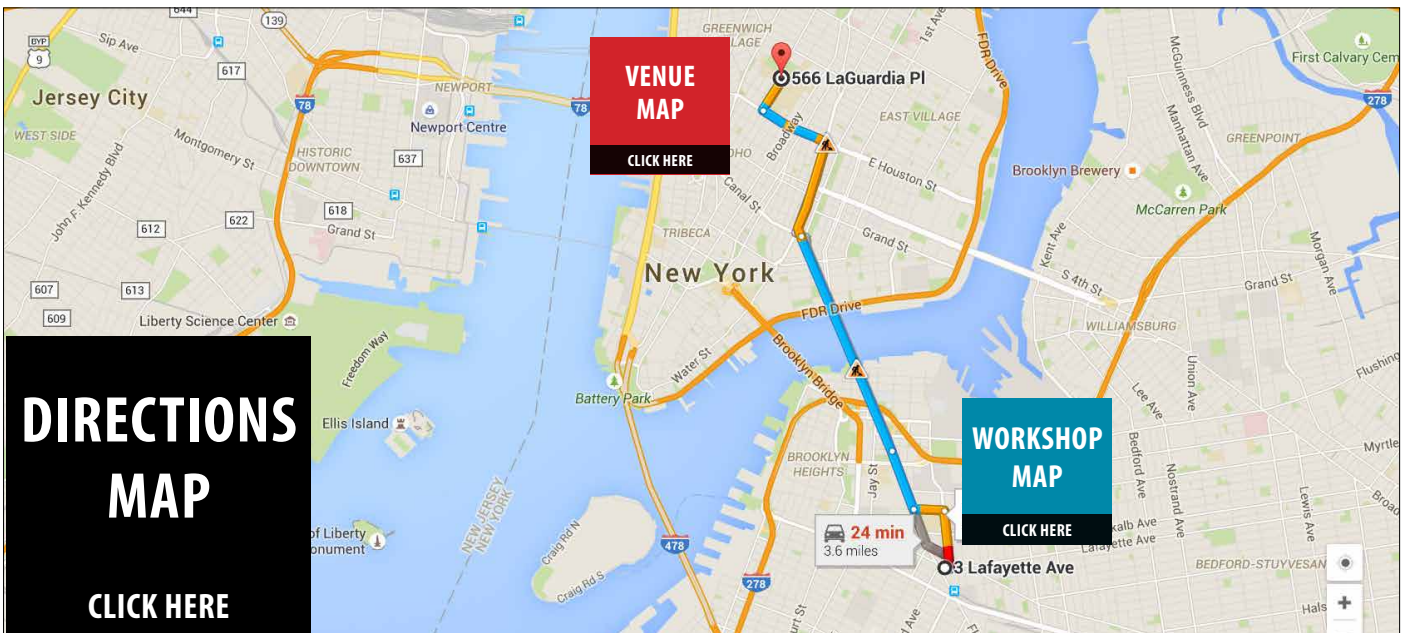 644
139
GREENWICH
LAGE
1st Ave
FDR Drive
BYP
9
Sip Ave
617
McGuinness Blvd
First Calvary Cem
VENUE
MAP
CLICK HERE
566 LaGuardia Pl
NEWPORT
Jersey City
78
78
278
Newport Centre
Manhattan Ave
EAST VILLAGE
WEST SIDE
Montgomery St
HISTORIC
DOWNTOWN
637
OHO
Broadway
GREENPOINT
E Houston St
Brooklyn Brewery
John F. Kennedy Blvd
Canal St
McCarren Park
612
622
618
Grand St
TRIBECA
Grand St
Kent Ave
Morgan Ave
New York
S 4th St
Grand St
607
613
609
Liberty Science Center
FDR Drive
WILLIAMSBURG
Freedom Way
Water St
Brooklyn Bridge
Union Ave
Flushing
Battery Park
Lee Ave
DIRECTIONS
MAP
CLICK HERE
Ellis Island
WORKSHOP
MAP
CLICK HERE
Bedford Ave
Nostrand Ave
Myrtle
BROOKLYN
HEIGHTS
Jay St
Lewis Ave
Broad
NEW JERSEY
NEW YORK
of Liberty
onument
Craig Rd N
24 min
3.6 miles
kalb Ave
Lafayette Ave
478
3 Lafayette Ave
BEDFORD-STUYVESAN
278
Craig Rd S
urt St
Ave
Hals
+